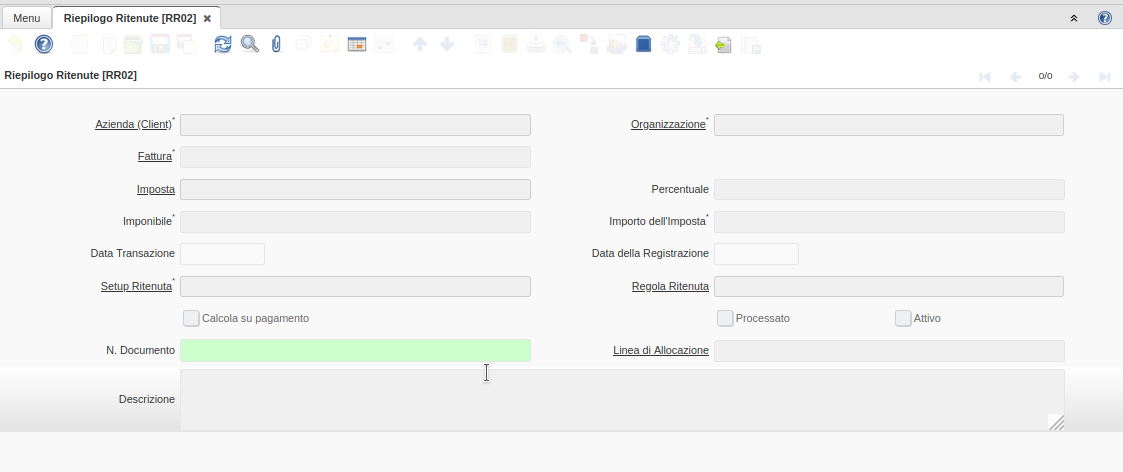 Menu Riepilogo Ritenute [RR02]
Riepilogo Ritenute [RR02] 0/0
Azienda (Client)* Organizzazione*
Fattura*
Imposta Percentuale
Imponibile* Importo dell'Imposta*
Data Transazione Data della Registrazione
Setup Ritenuta* Regola Ritenuta
Calcola su pagamento Processato Attivo
N. Documento Linea di Allocazione
Descrizione